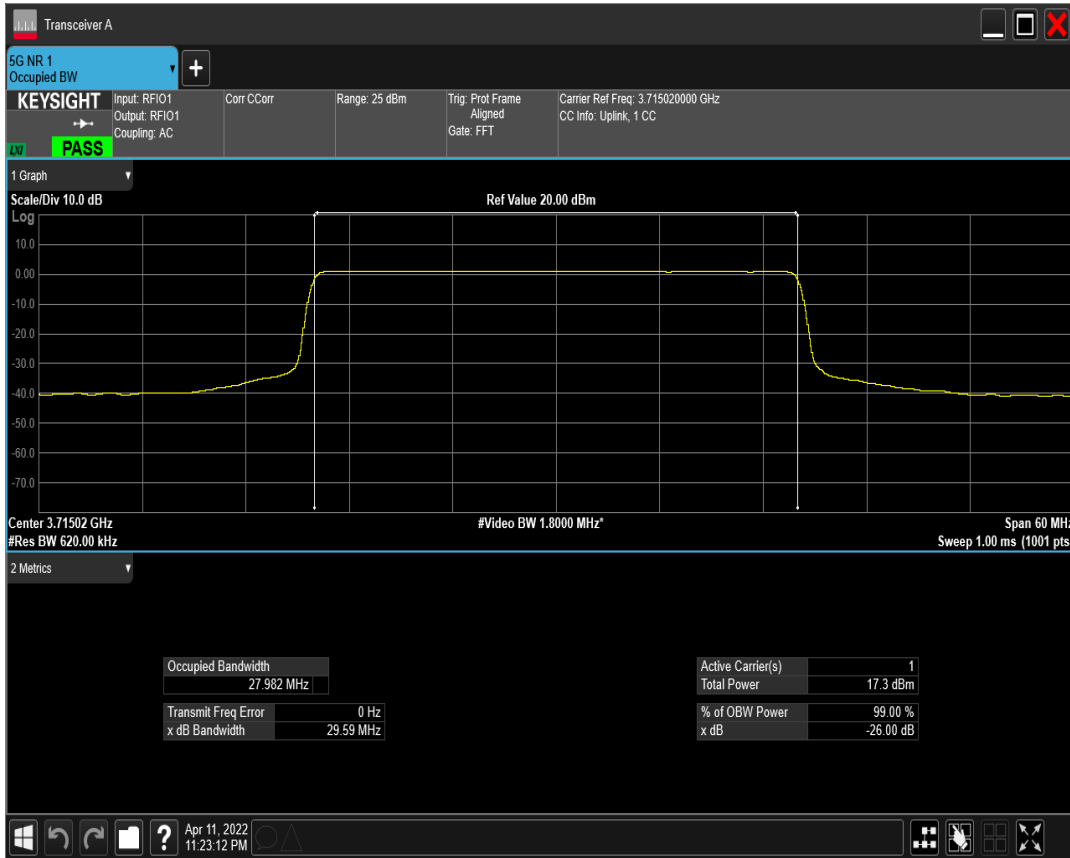 Transceiver A
5G NR 1
Occupied BW
+
KEYSIGHT
Input: RFIO1
Output: RFIO1
Coupling: AC
Corr CCorr
Range: 25 dBm
Trig: Prot Frame
Aligned
Gate: FFT
Carrier Ref Freq: 3.715020000 GHz
CC Info: Uplink, 1 CC
LXI
PASS
1 Graph
Scale/Div 10.0 dB
Ref Value 20.00 dBm
Log
10.0
0.00
-10.0
-20.0
-30.0
-40.0
-50.0
-60.0
-70.0
Center 3.71502 GHz
#Video BW 1.8000 MHz*
Span 60 MHz
#Res BW 620.00 kHz
Sweep 1.00 ms (1001 pts
2 Metrics
Occupied Bandwidth
27.982 MHz
Transmit Freq Error 0 Hz
x dB Bandwidth 29.59 MHz
Active Carrier(s) 1
Total Power 17.3 dBm
% of OBW Power 99.00 %
x dB -26.00 dB
?
Apr 11, 2022
11:23:12 PM